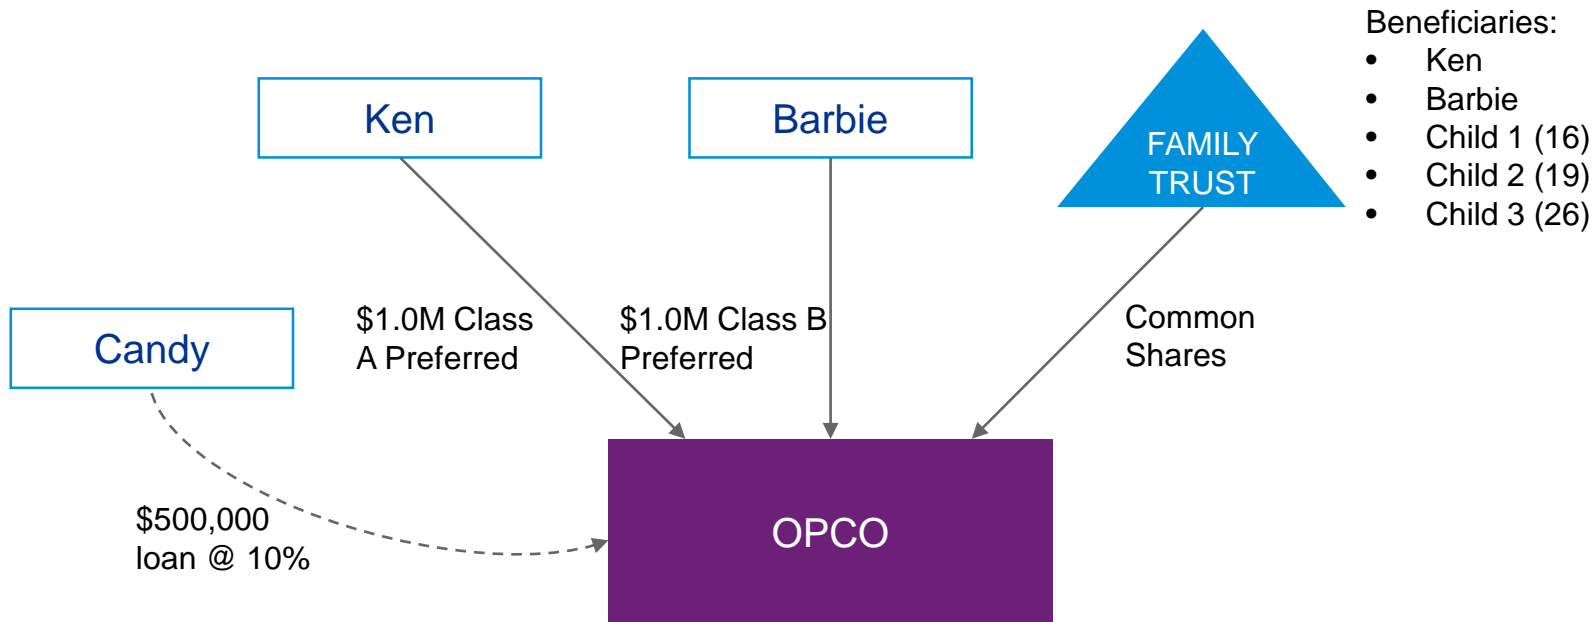 Beneficiaries:
• Ken
• Barbie
• Child 1 (16)
• Child 2 (19)
• Child 3 (26)
Ken
Barbie
FAMILY
TRUST
Candy
$1.0M Class
A Preferred
$1.0M Class B
Preferred
Common
Shares
$500,000
loan @ 10%
OPCO